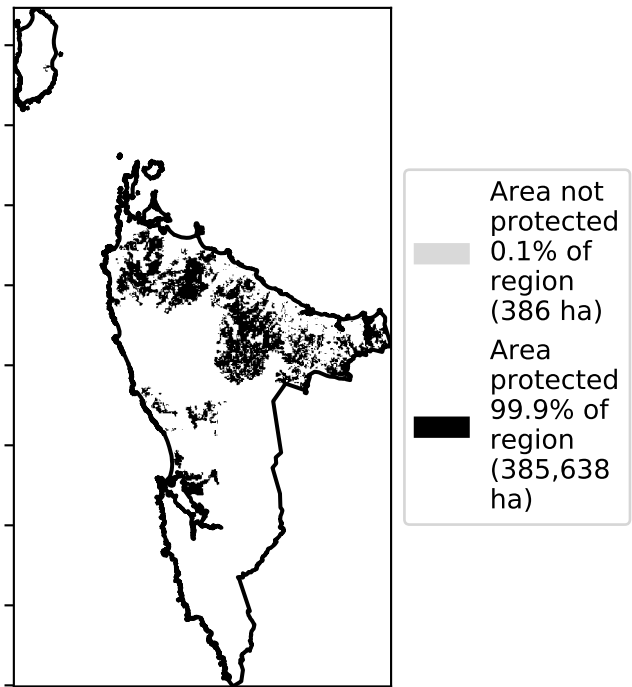 Area not
protected
0.1% of
region
(386 ha)
Area
protected
99.9% of
region
(385,638
ha)